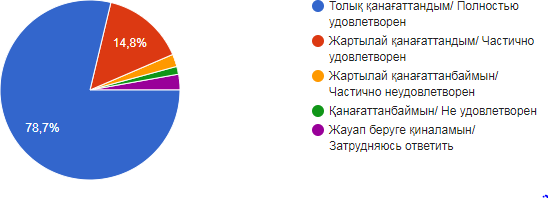 14,8%
78,7%
Толық қанағаттандым/ Полностью
удовлетворен
Жартылай қанағаттандым/ Частично
удовлетворен
Жартылай қанағаттанбаймын/
Частично неудовлетворен
Қанағаттанбаймын/ Не удовлетворен
Жауап беруге қиналамын/
Затрудняюсь ответить